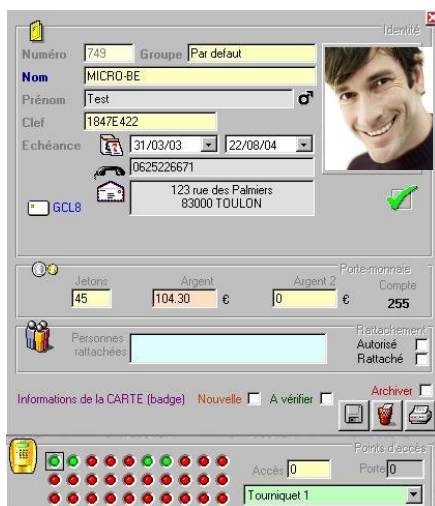 Identité
Numéro 749 Groupe Par defaut
Nom MICRO-BE
Prénom Test
Clef 1847E422
Echéance 31/03/03 22/08/04
0625226671
GCL8
123 rue des Palmiers
83000 TOULON
Porte-monnaie
Jetons Argent Argent 2 Compte
45 104.30 € 0 € 255
Rattachement
Personnes rattachées
Autorisé
Rattaché
Archiver
Informations de la CARTE (badge) Nouvelle A vérifier
Points d'accès
Accès 0 Porte 0
Tourniquet 1